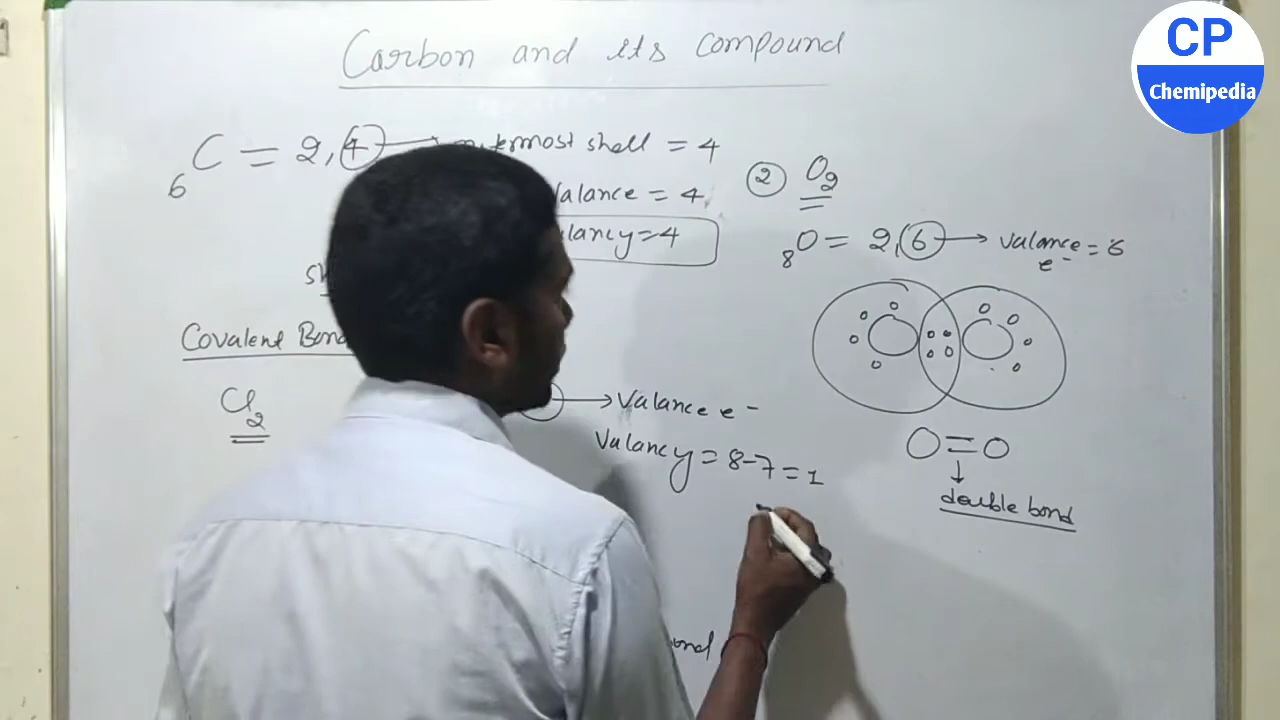 Carbon and its compound
6C = 2,4 → outermost shell = 4
valance = 4
valancy=4
Covalent Bond
Cl2
→ Valance e-
Valancy = 8-7=1
bond
② O2
8O = 2,6 → valance e- = 6
O=O
↓
double bond
CP
Chemipedia